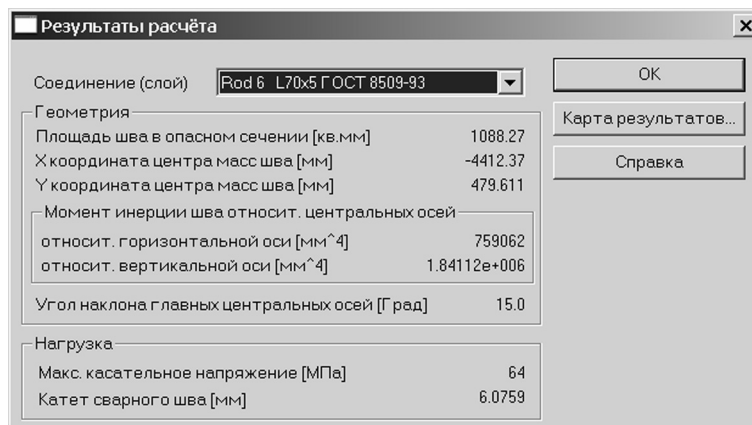 Результаты расчёта
Соединение (слой) Rod 6 L70x5 ГОСТ 8509-93
OK
Геометрия
Карта результатов...
Площадь шва в опасном сечении [кв.мм] 1088.27
X координата центра масс шва [мм] -4412.37
Справка
Y координата центра масс шва [мм] 479.611
Момент инерции шва относит. центральных осей
относит. горизонтальной оси [мм^4] 759062
относит. вертикальной оси [мм^4] 1.84112e+006
Угол наклона главных центральных осей [Град] 15.0
Нагрузка
Макс. касательное напряжение [МПа] 64
Катет сварного шва [мм] 6.0759